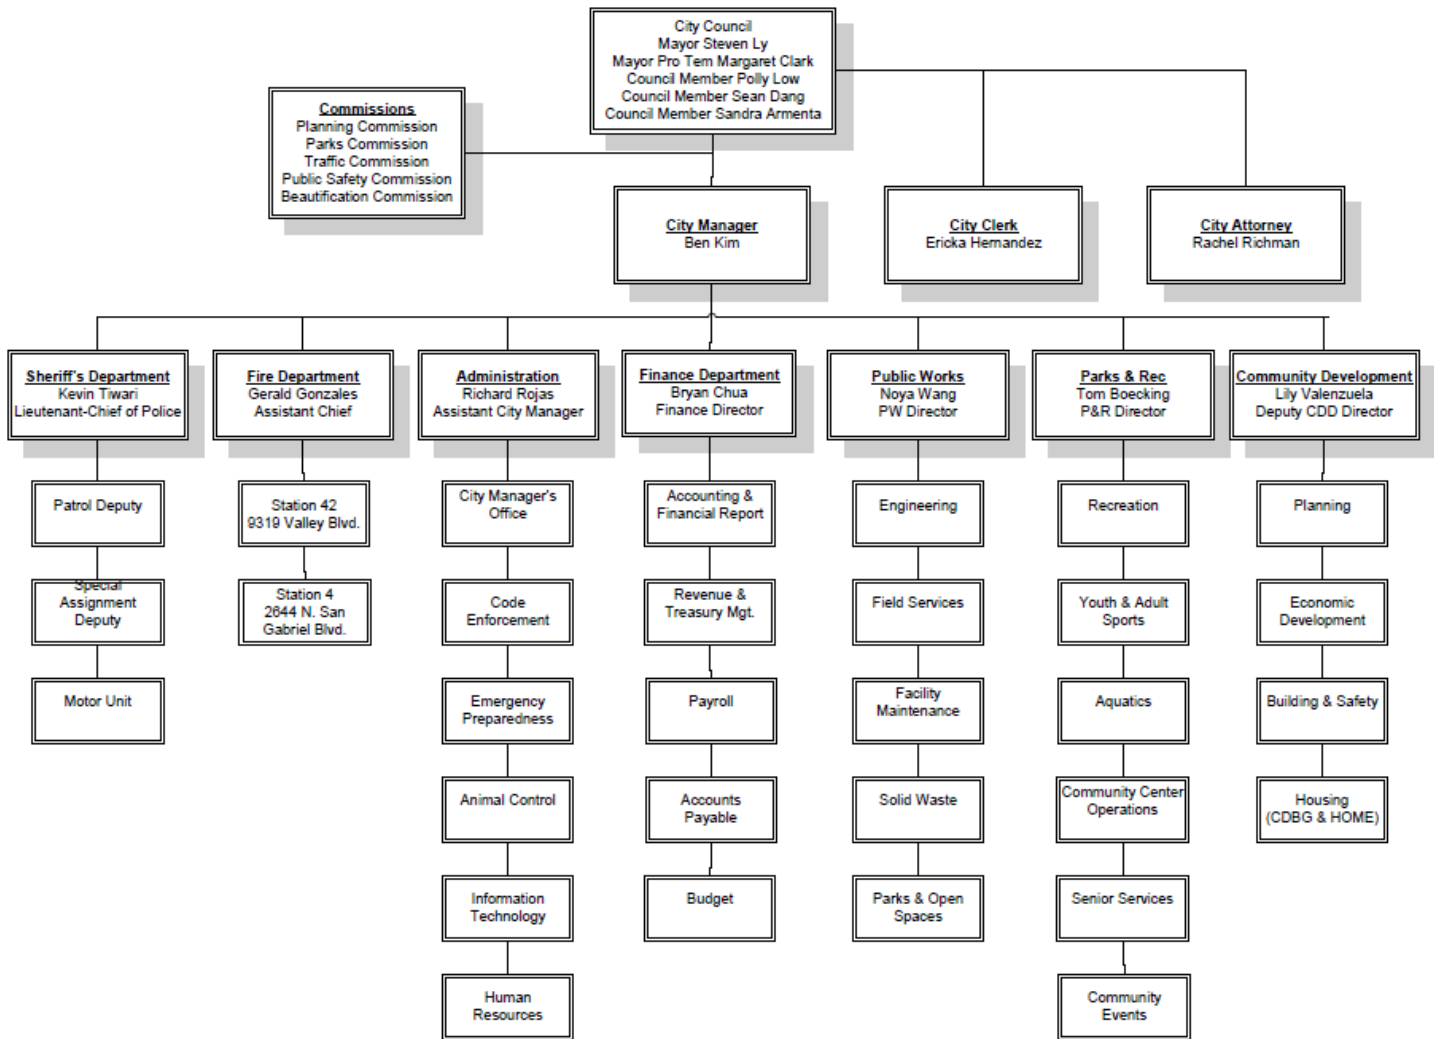 City Council
Mayor Steven Ly
Mayor Pro Tem Margaret Clark
Council Member Polly Low
Council Member Sean Dang
Council Member Sandra Armenta
Commissions
Planning Commission
Parks Commission
Traffic Commission
Public Safety Commission
Beautification Commission
City Manager
Ben Kim
City Clerk
Ericka Hernandez
City Attorney
Rachel Richman
Sheriff's Department
Kevin Tiwari
Lieutenant-Chief of Police
Fire Department
Gerald Gonzales
Assistant Chief
Administration
Richard Rojas
Assistant City Manager
Finance Department
Bryan Chua
Finance Director
Public Works
Noya Wang
PW Director
Parks & Rec
Tom Boecking
P&R Director
Community Development
Lily Valenzuela
Deputy CDD Director
Patrol Deputy
Station 42
9319 Valley Blvd.
City Manager's
Office
Accounting &
Financial Report
Engineering
Recreation
Planning
Special
Assignment
Deputy
Station 4
2644 N. San
Gabriel Blvd.
Code
Enforcement
Revenue &
Treasury Mgt.
Field Services
Youth & Adult
Sports
Economic
Development
Motor Unit
Emergency
Preparedness
Payroll
Facility
Maintenance
Aquatics
Building & Safety
Animal Control
Accounts
Payable
Solid Waste
Community Center
Operations
Housing
(CDBG & HOME)
Information
Technology
Budget
Parks & Open
Spaces
Senior Services
Human
Resources
Community
Events